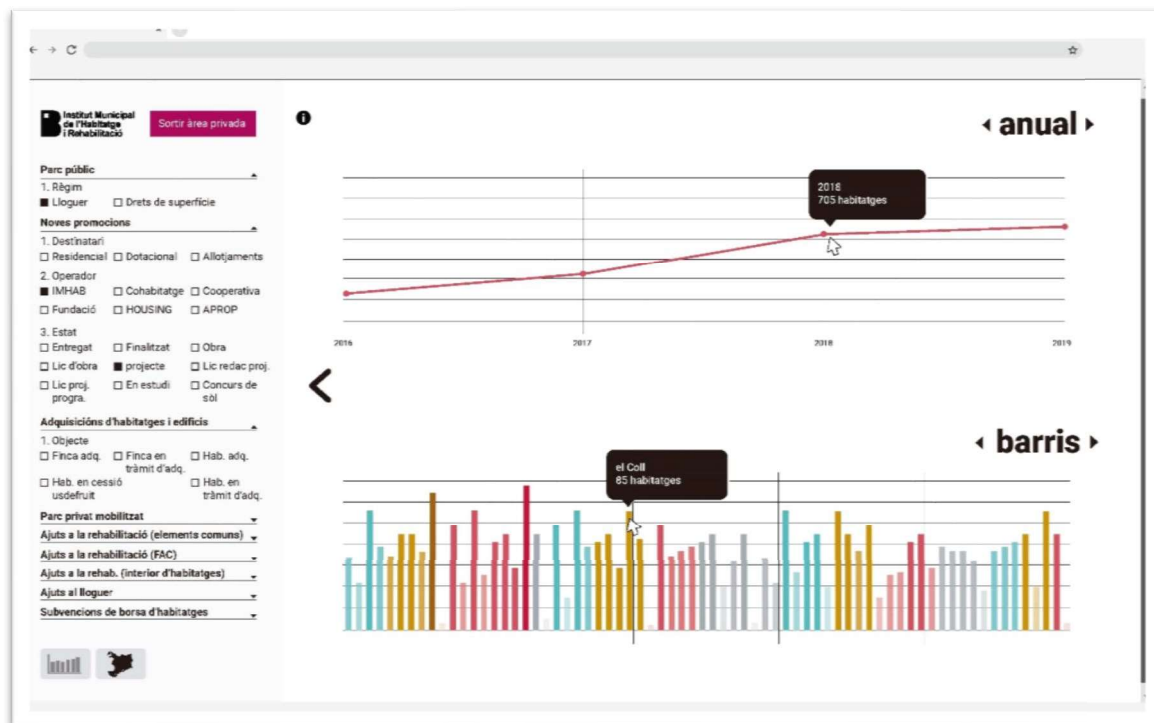 Institut Municipal
de l'Habitatge
i Rehabilitació
Sortir àrea privada
Parc públic
1. Règim
Lloguer Drets de superfície
Noves promocions
1. Destinatari
Residencial Dotacional Allotjaments
2. Operador
IMHAB Cohabitatge Cooperativa
Fundació HOUSING APROP
3. Estat
Entregat Finalitzat Obra
Lic d'obra projecte Lic redac proj.
Lic proj. En estudi Concurs de
progra. sòl
Adquisicións d'habitatges i edificis
1. Objecte
Finca adq. Finca en Hab. adq.
tràmit d'adq.
Hab. en cessió Hab. en
usdefruit tràmit d'adq.
Parc privat mobilitzat
Ajuts a la rehabilitació (elements comuns)
Ajuts a la rehabilitació (FAC)
Ajuts a la rehab. (interior d'habitatges)
Ajuts al lloguer
Subvencions de borsa d'habitatges
anual
2018
705 habitatges
2016 2017 2018 2019
barris
el Coll
85 habitatges